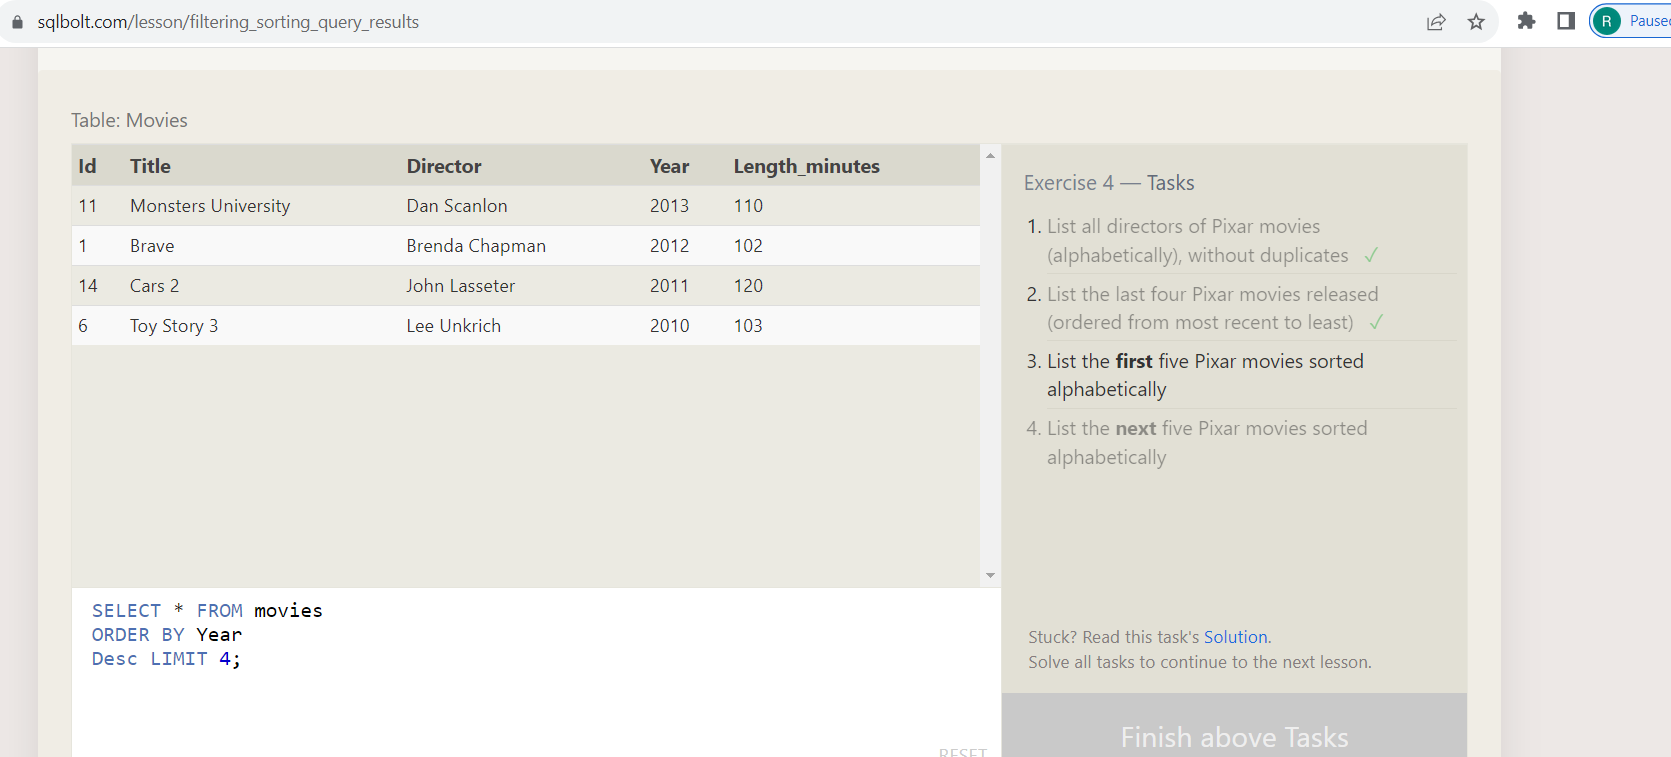 sqlbolt.com/lesson/filtering_sorting_query_results
R Paused
Table: Movies
Id Title Director Year Length_minutes
11 Monsters University Dan Scanlon 2013 110
1 Brave Brenda Chapman 2012 102
14 Cars 2 John Lasseter 2011 120
6 Toy Story 3 Lee Unkrich 2010 103
SELECT * FROM movies
ORDER BY Year
Desc LIMIT 4;
RESET
Exercise 4 — Tasks
1. List all directors of Pixar movies
(alphabetically), without duplicates ✓
2. List the last four Pixar movies released
(ordered from most recent to least) ✓
3. List the first five Pixar movies sorted
alphabetically
4. List the next five Pixar movies sorted
alphabetically
Stuck? Read this task's Solution.
Solve all tasks to continue to the next lesson.
Finish above Tasks